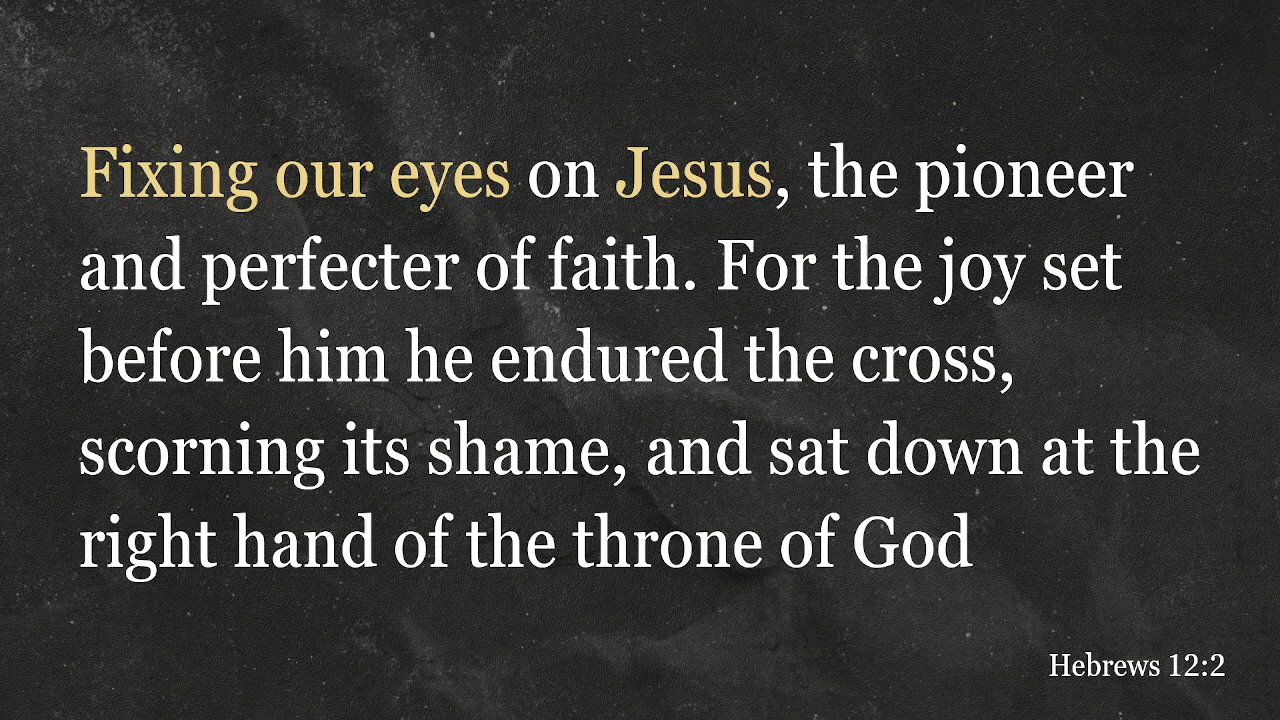 Fixing our eyes on Jesus, the pioneer
and perfecter of faith. For the joy set
before him he endured the cross,
scorning its shame, and sat down at the
right hand of the throne of God
Hebrews 12:2